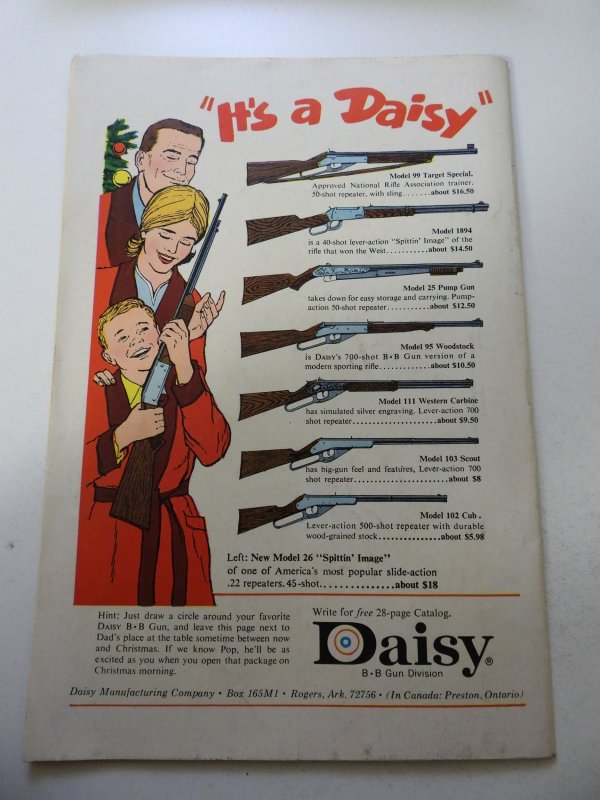 "It's a Daisy"
Model 99 Target Special.
Approved National Rifle Association trainer.
50-shot repeater, with sling.......about $16.50
Model 1894
is a 40-shot lever-action "Spittin' Image" of the
rifle that won the West...........about $14.50
Model 25 Pump Gun
takes down for easy storage and carrying. Pump-
action 50-shot repeater...........about $12.50
Model 95 Woodstock
is DAISY'S 700-shot B•B Gun version of a
modern sporting rifle.............about $10.50
Model 111 Western Carbine
has simulated silver engraving. Lever-action 700
shot repeater.....................about $9.50
Model 103 Scout
has big-gun feel and features, Lever-action 700
shot repeater........................about $8
Model 102 Cub.
Lever-action 500-shot repeater with durable
wood-grained stock...............about $5.98
Left: New Model 26 "Spittin' Image"
of one of America's most popular slide-action
.22 repeaters. 45-shot...............about $18
Hint: Just draw a circle around your favorite
DAISY B•B Gun, and leave this page next to
Dad's place at the table sometime between now
and Christmas. If we know Pop, he'll be as
excited as you when you open that package on
Christmas morning.
Write for free 28-page Catalog.
Daisy®
B•B Gun Division
Daisy Manufacturing Company • Box 165M1 • Rogers, Ark. 72756 • (In Canada: Preston, Ontario)